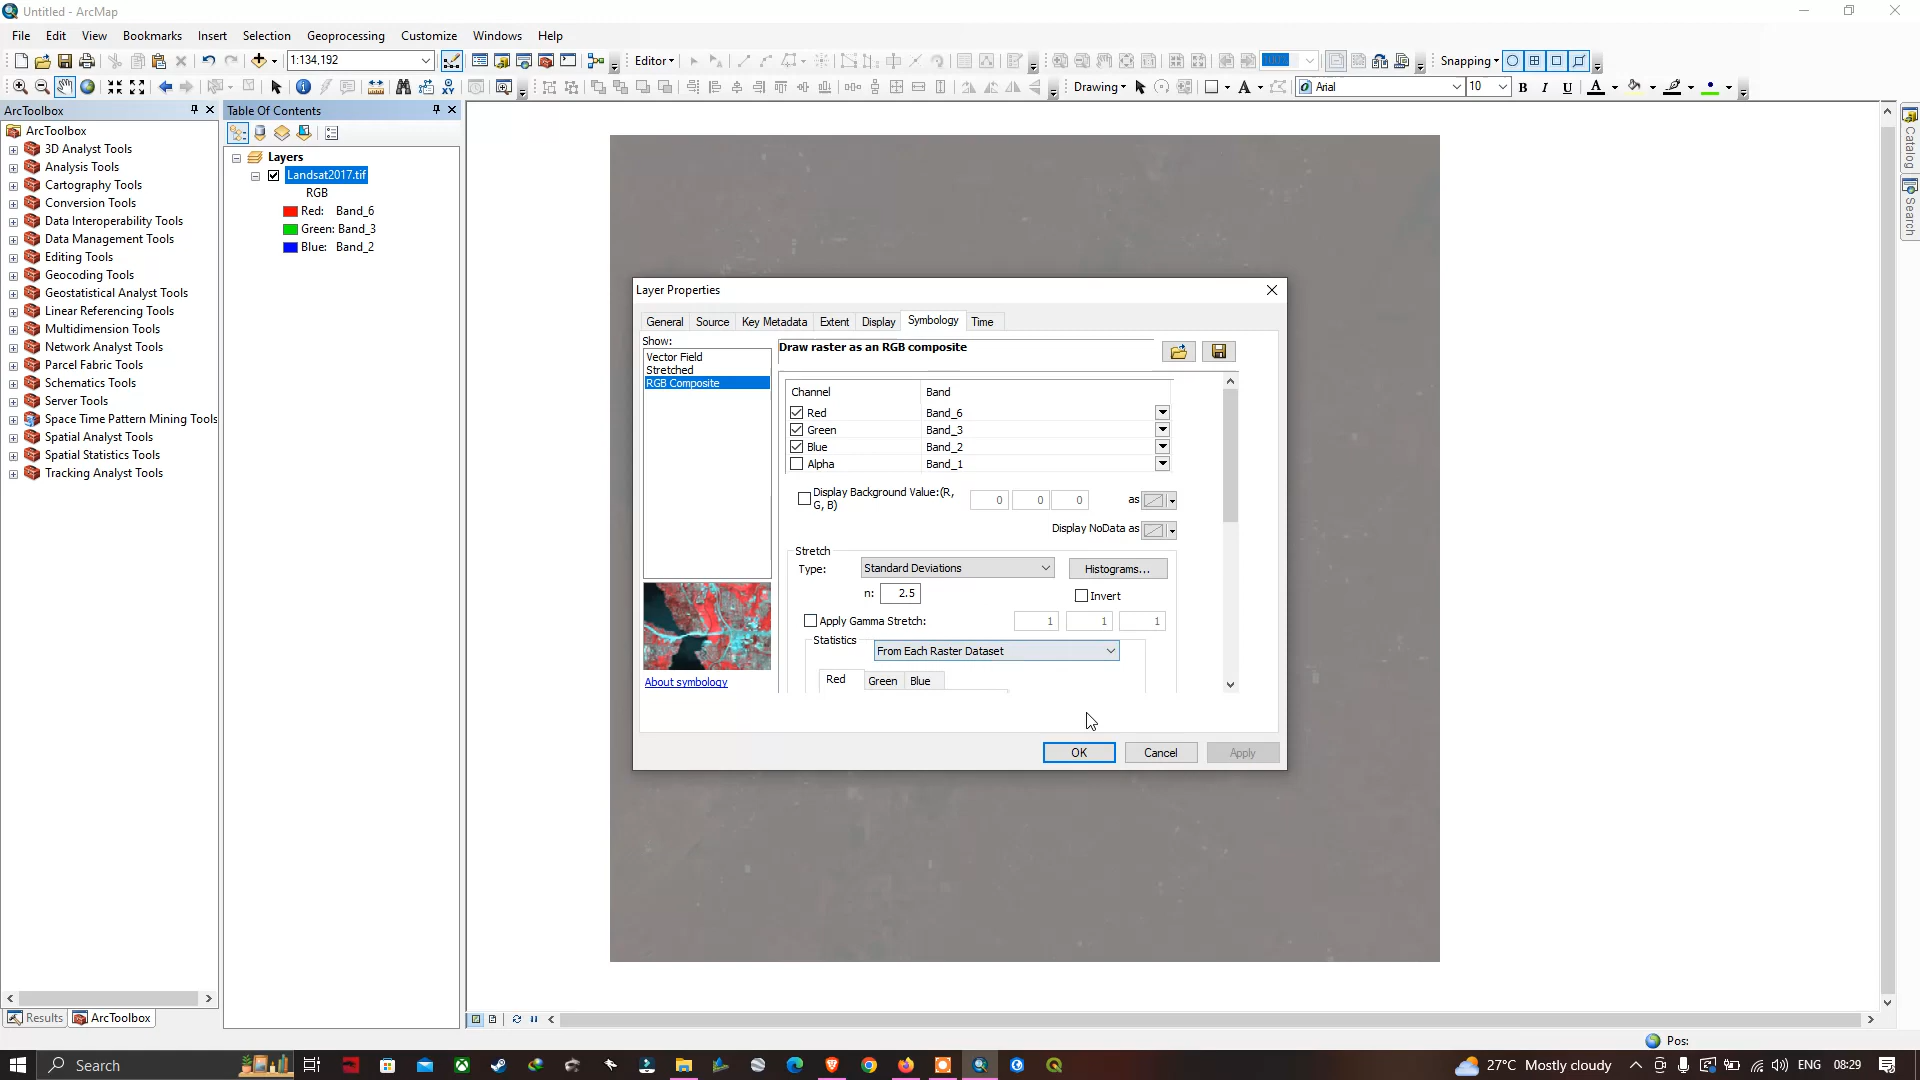 Untitled - ArcMap
File Edit View Bookmarks Insert Selection Geoprocessing Customize Windows Help
1:134,192
Editor
100%
Snapping
Drawing
Arial
10
B I U A
ArcToolbox
Table Of Contents
ArcToolbox
3D Analyst Tools
Analysis Tools
Cartography Tools
Conversion Tools
Data Interoperability Tools
Data Management Tools
Editing Tools
Geocoding Tools
Geostatistical Analyst Tools
Linear Referencing Tools
Multidimension Tools
Network Analyst Tools
Parcel Fabric Tools
Schematics Tools
Server Tools
Space Time Pattern Mining Tools
Spatial Analyst Tools
Spatial Statistics Tools
Tracking Analyst Tools
Results
ArcToolbox
Layers
Landsat2017.tif
RGB
Red: Band_6
Green: Band_3
Blue: Band_2
Layer Properties
General Source Key Metadata Extent Display Symbology Time
Show:
Vector Field
Stretched
RGB Composite
About symbology
Draw raster as an RGB composite
Channel Band
Red Band_6
Green Band_3
Blue Band_2
Alpha Band_1
Display Background Value:(R,
G, B)
0 0 0
as
Display NoData as
Stretch
Type: Standard Deviations
Histograms...
n: 2.5
Invert
Apply Gamma Stretch: 1 1 1
Statistics
From Each Raster Dataset
Red Green Blue
OK Cancel Apply
Catalog
Search
Pos:
Search
27°C Mostly cloudy
ENG
08:29